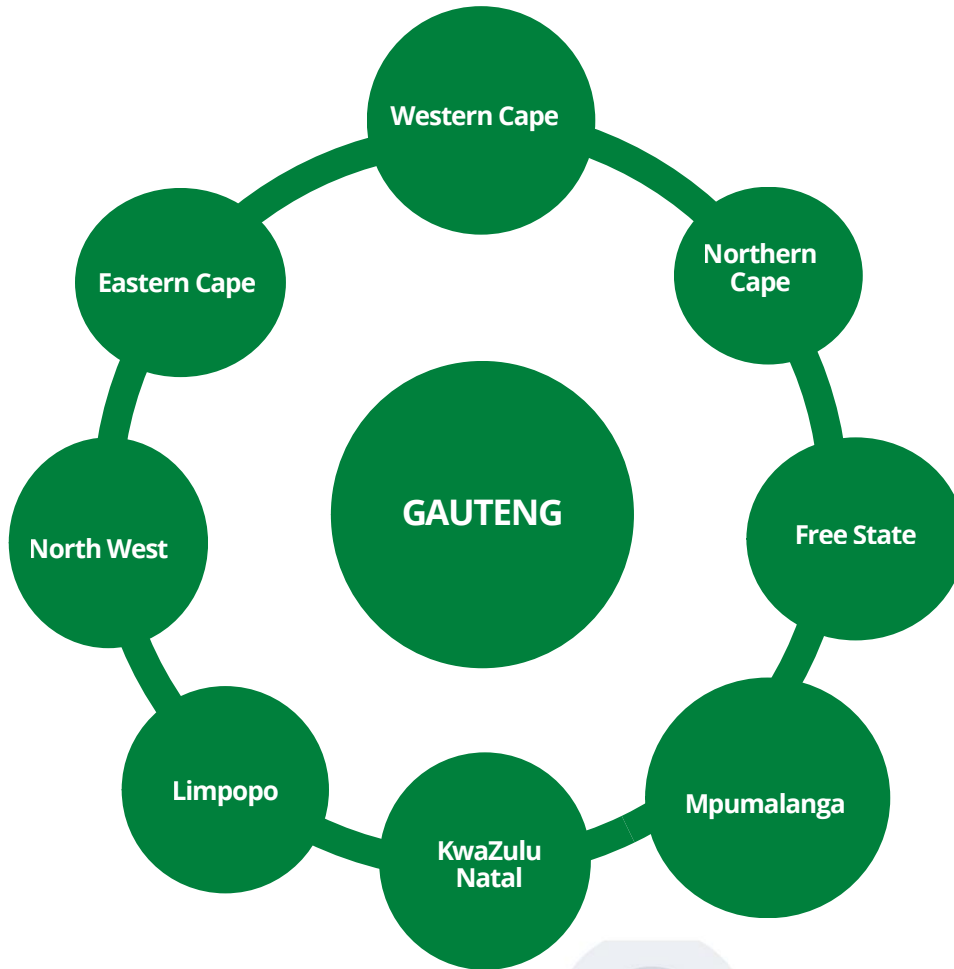 Western Cape
Northern
Cape
Eastern Cape
GAUTENG
Free State
North West
Limpopo
Mpumalanga
KwaZulu
Natal